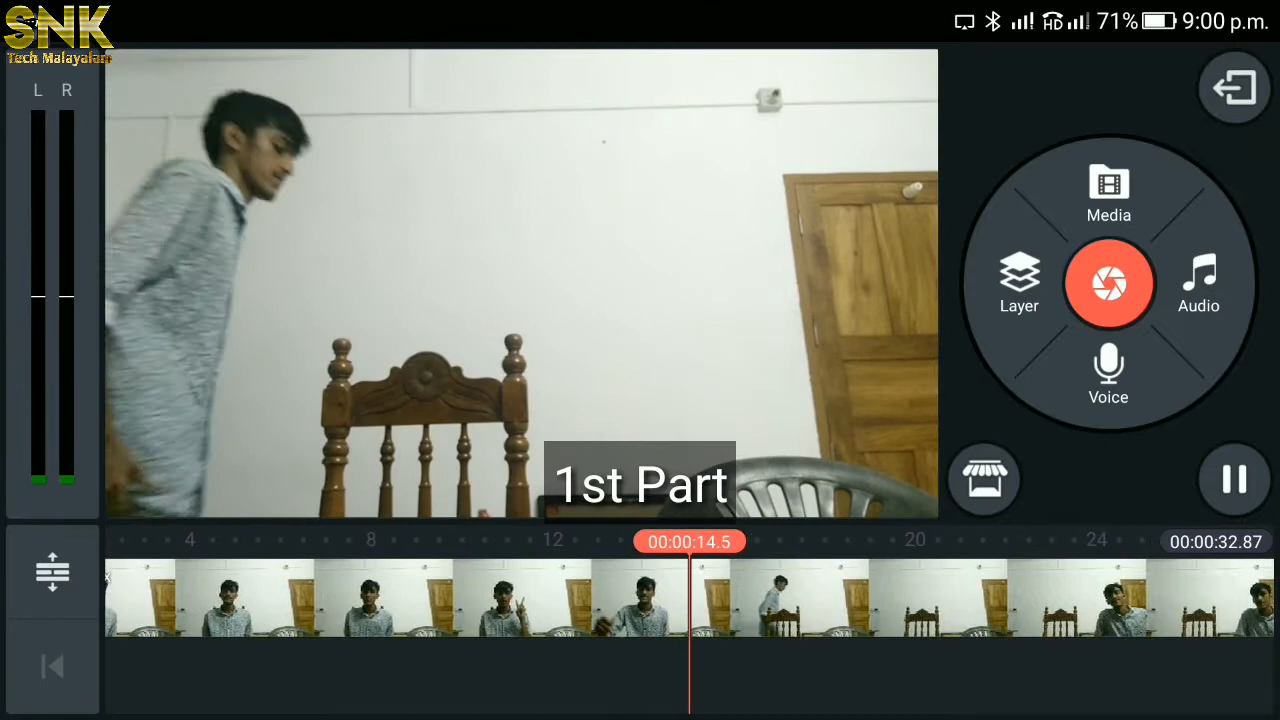 SNK
Tech Malayalam
HD
71%
9:00 p.m.
L R
Media
Layer
Audio
Voice
1st Part
4 8 12 20 24
00:00:14.5
00:00:32.87